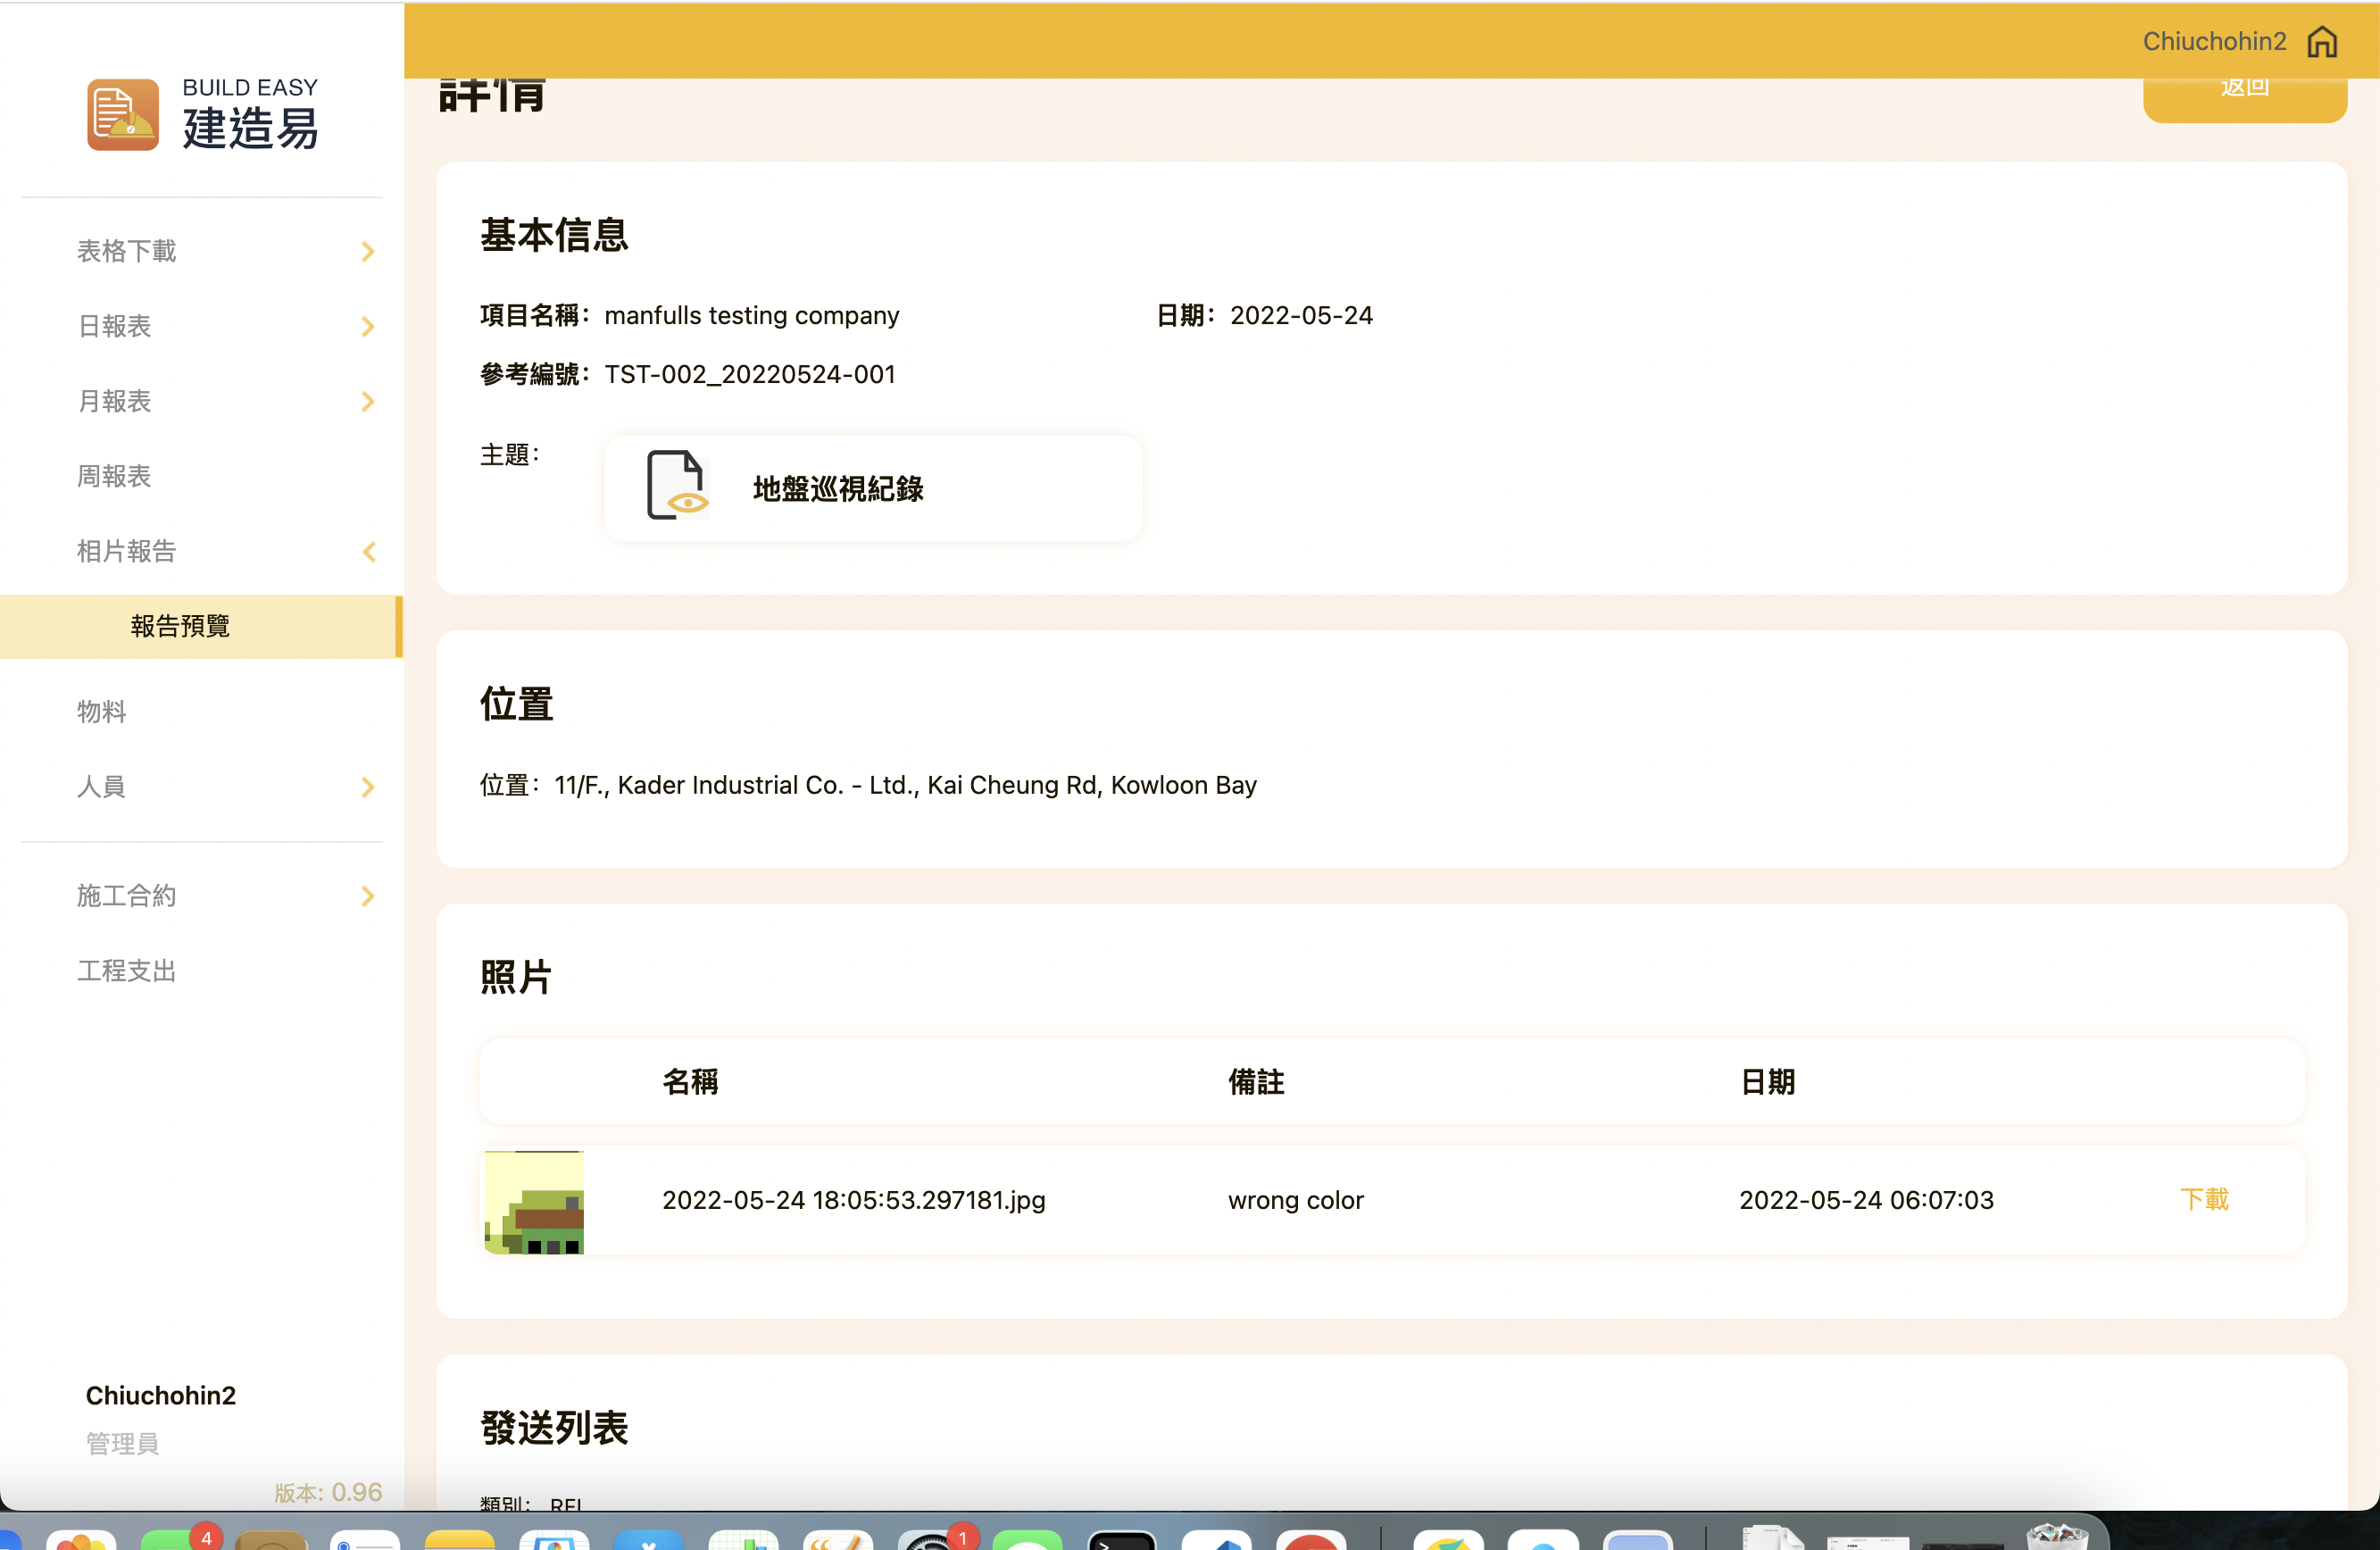 Chiuchohin2
BUILD EASY
建造易
詳情
返回
表格下載
日報表
月報表
周報表
相片報告
報告預覽
物料
人員
施工合約
工程支出
Chiuchohin2
管理員
版本: 0.96
基本信息
項目名稱: manfulls testing company
日期: 2022-05-24
參考編號: TST-002_20220524-001
主題:
地盤巡視紀錄
位置
位置: 11/F., Kader Industrial Co. - Ltd., Kai Cheung Rd, Kowloon Bay
照片
名稱 備註 日期
2022-05-24 18:05:53.297181.jpg wrong color 2022-05-24 06:07:03 下載
發送列表
類別:
4
1